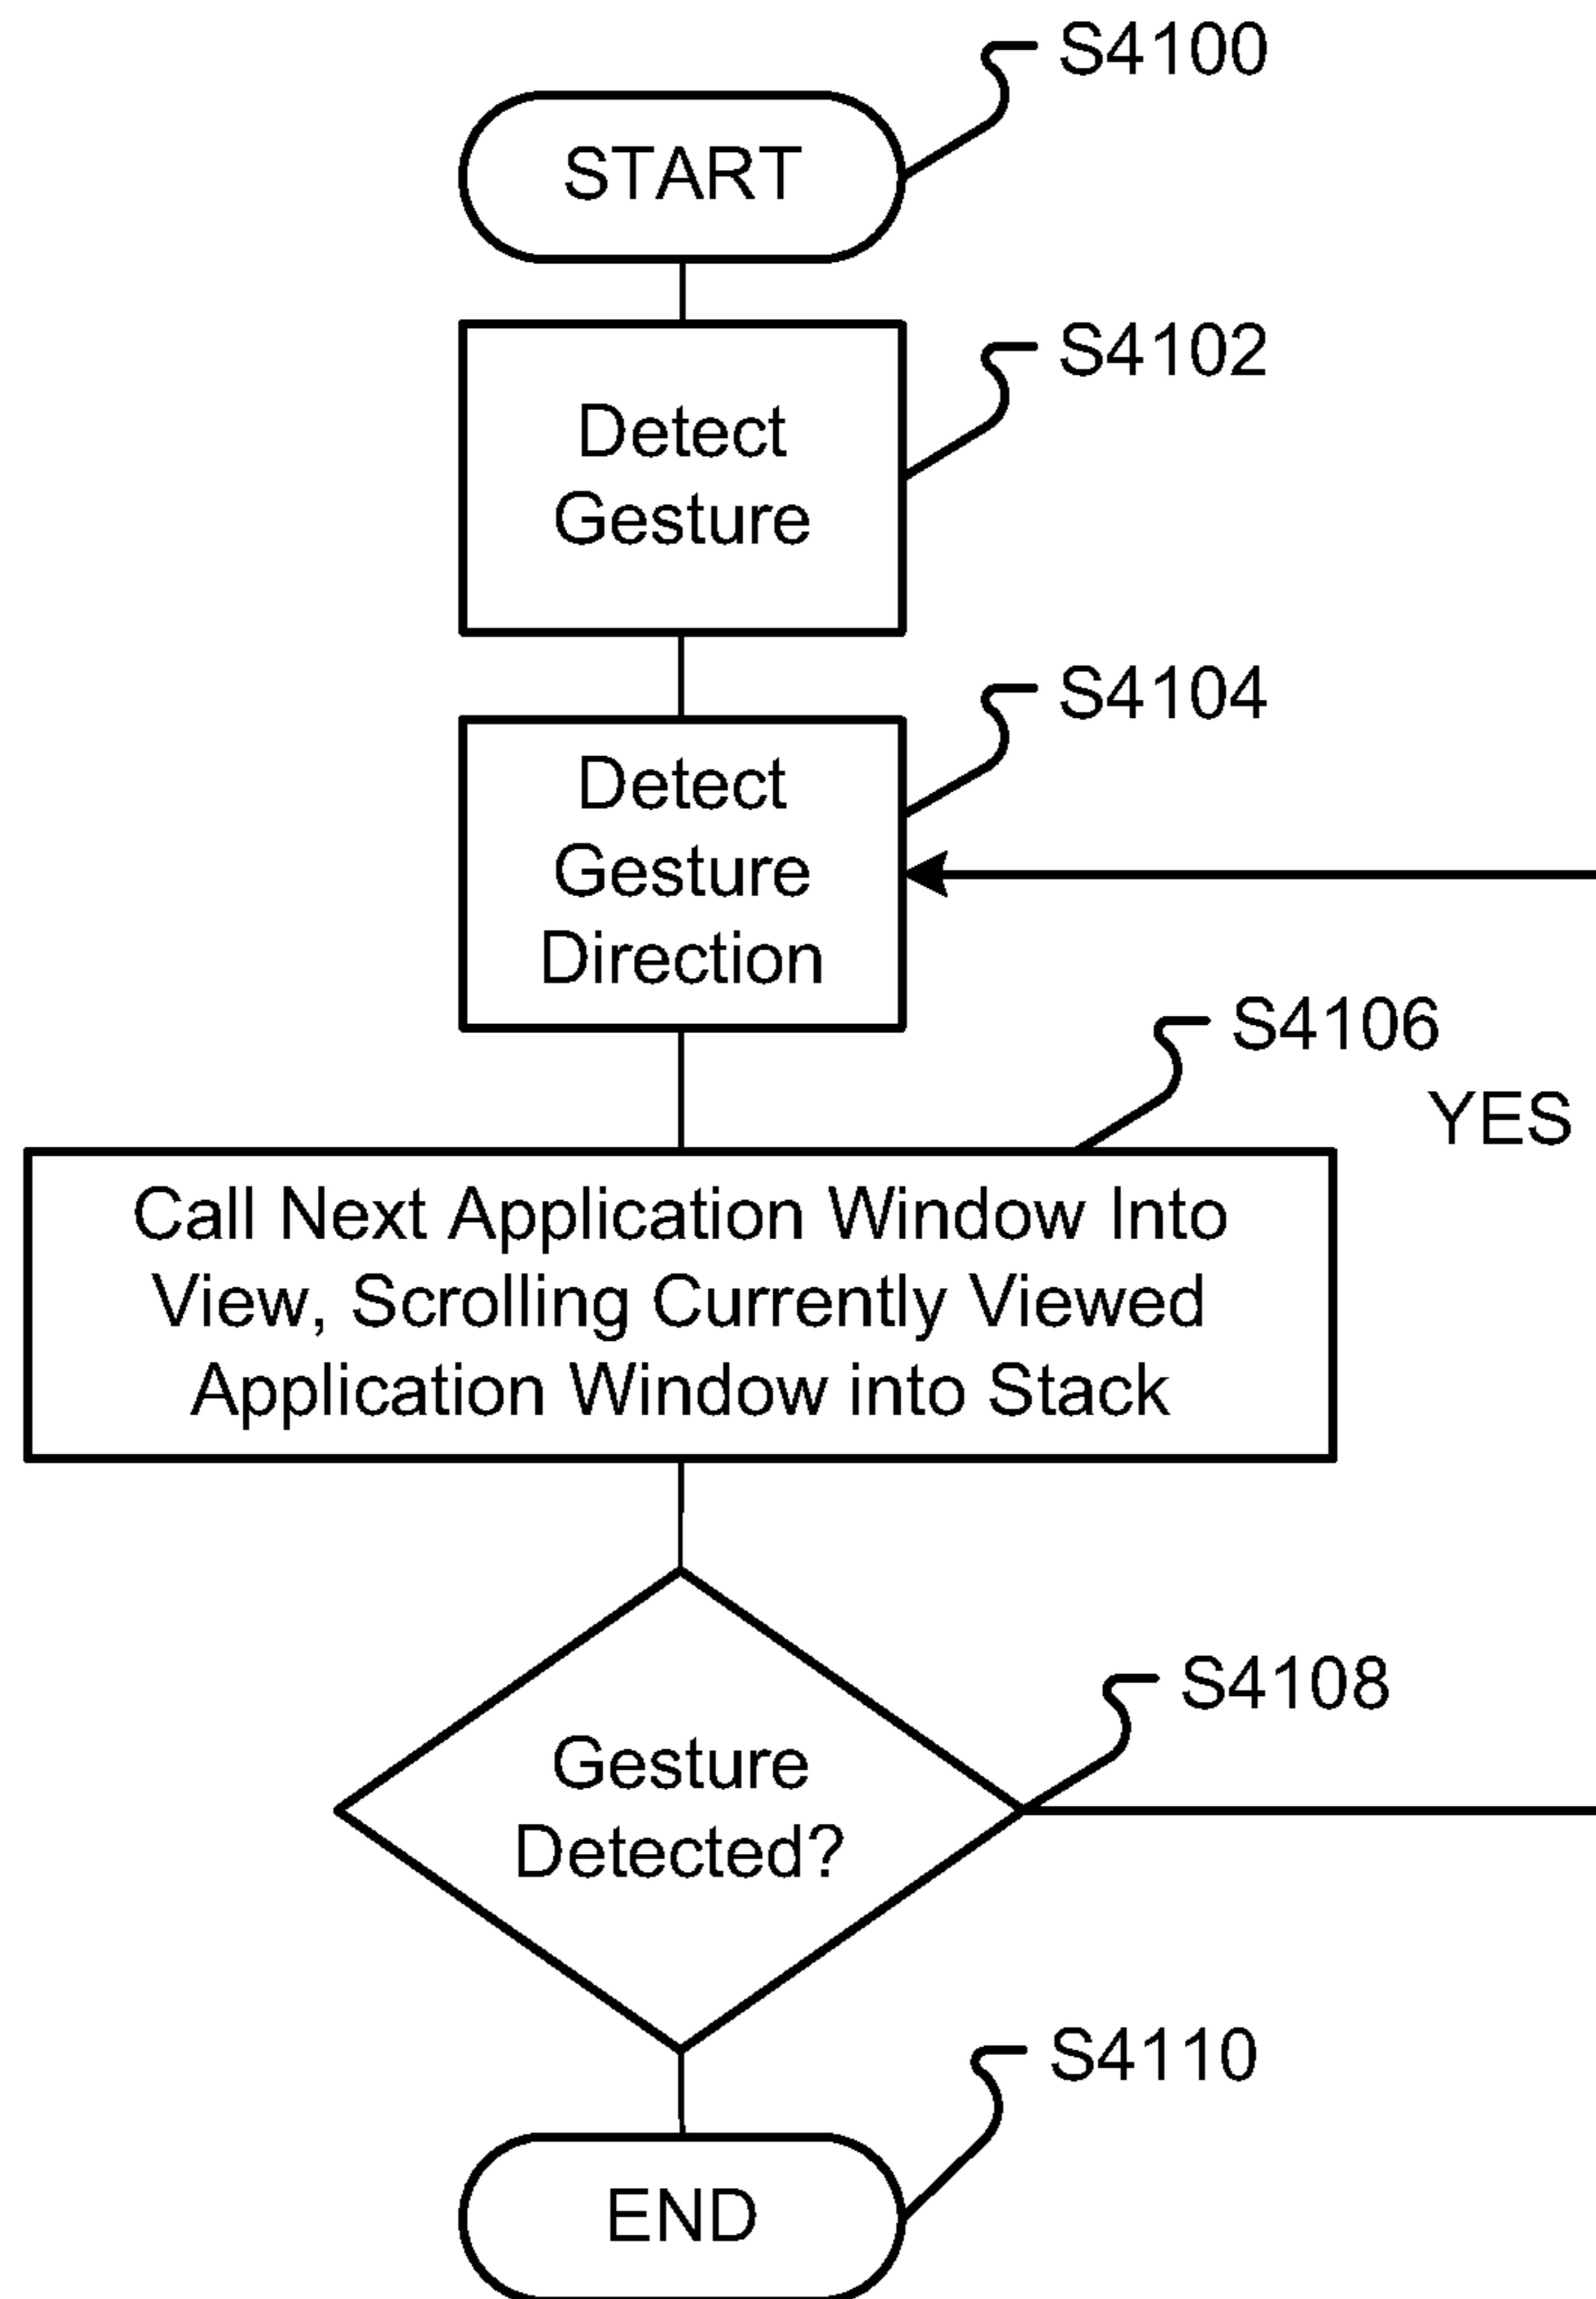 S4100
START
S4102
Detect
Gesture
S4104
Detect
Gesture
Direction
S4106
YES
Call Next Application Window Into
View, Scrolling Currently Viewed
Application Window into Stack
S4108
Gesture
Detected?
S4110
END